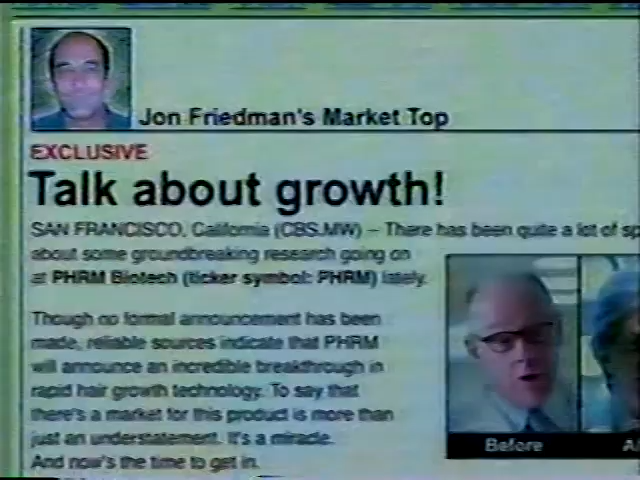 Jon Friedman's Market Top
EXCLUSIVE
Talk about growth!
SAN FRANCISCO, California (CBS.MW) – There has been quite a lot of sp
about some groundbreaking research going on
at PHRM Biotech (ticker symbol: PHRM) lately.
Though no formal announcement has been
made, reliable sources indicate that PHRM
will announce an incredible breakthrough in
rapid hair growth technology. To say that
there's a market for this product is more than
just an understatement. It's a miracle.
And now's the time to get in.
Before
A